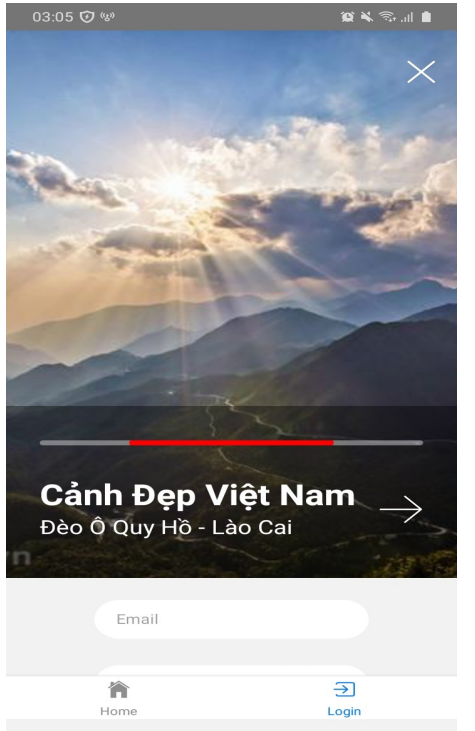 03:05
Cảnh Đẹp Việt Nam
Đèo Ô Quy Hồ - Lào Cai
Email
Home
Login